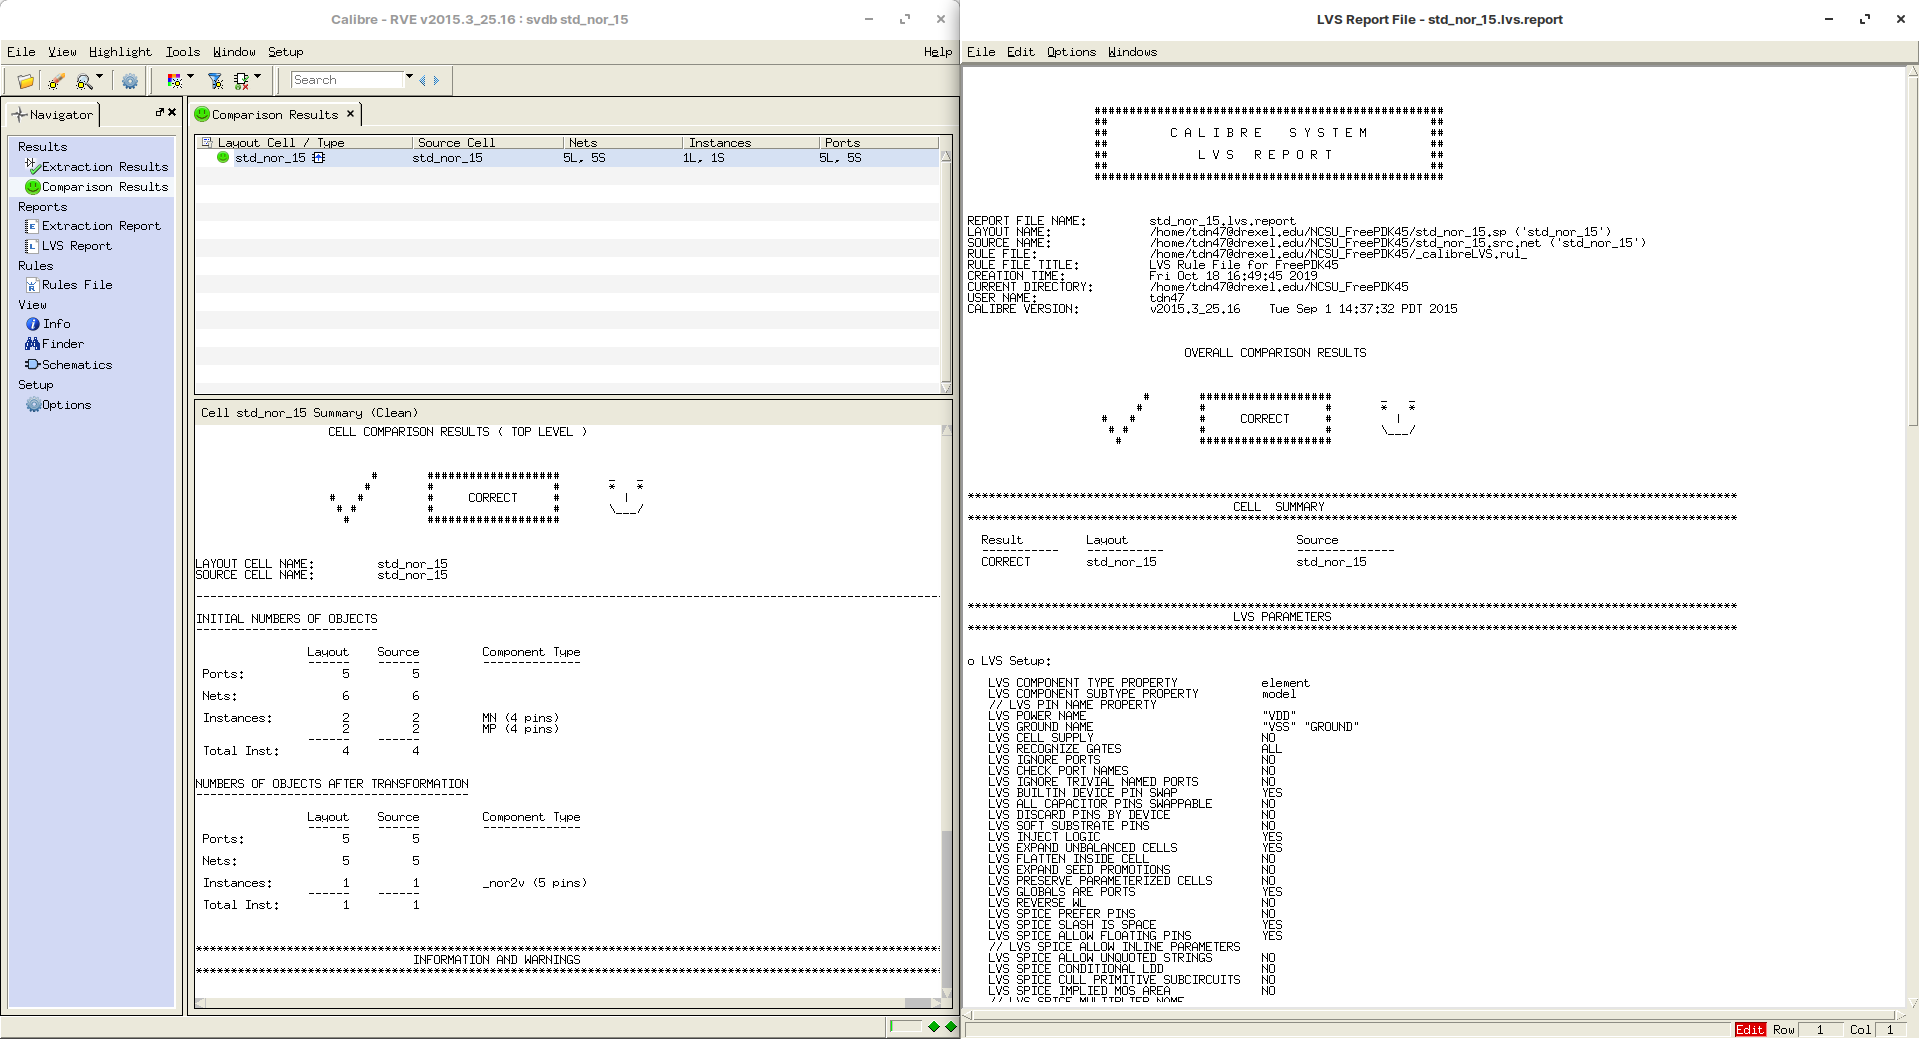 Calibre - RVE v2015.3_25.16 : svdb std_nor_15
File View Highlight Tools Window Setup Help
Search
Navigator
Results
Extraction Results
Comparison Results
Reports
Extraction Report
LVS Report
Rules
Rules File
View
Info
Finder
Schematics
Setup
Options
Comparison Results
Layout Cell / Type Source Cell Nets Instances Ports
std_nor_15 std_nor_15 5L, 5S 1L, 1S 5L, 5S
Cell std_nor_15 Summary (Clean)
CELL COMPARISON RESULTS ( TOP LEVEL )
# ################### _ _
# # # * *
# # # CORRECT # |
# # # # \___/
# ###################
LAYOUT CELL NAME: std_nor_15
SOURCE CELL NAME: std_nor_15
INITIAL NUMBERS OF OBJECTS
Layout Source Component Type
Ports: 5 5
Nets: 6 6
Instances: 2 2 MN (4 pins)
2 2 MP (4 pins)
Total Inst: 4 4
NUMBERS OF OBJECTS AFTER TRANSFORMATION
Layout Source Component Type
Ports: 5 5
Nets: 5 5
Instances: 1 1 _nor2v (5 pins)
Total Inst: 1 1
INFORMATION AND WARNINGS
LVS Report File - std_nor_15.lvs.report
File Edit Options Windows
C A L I B R E S Y S T E M
L V S R E P O R T
REPORT FILE NAME: std_nor_15.lvs.report
LAYOUT NAME: /home/tdn47@drexel.edu/NCSU_FreePDK45/std_nor_15.sp ('std_nor_15')
SOURCE NAME: /home/tdn47@drexel.edu/NCSU_FreePDK45/std_nor_15.src.net ('std_nor_15')
RULE FILE: /home/tdn47@drexel.edu/NCSU_FreePDK45/_calibreLVS.rul_
RULE FILE TITLE: LVS Rule File for FreePDK45
CREATION TIME: Fri Oct 18 16:49:45 2019
CURRENT DIRECTORY: /home/tdn47@drexel.edu/NCSU_FreePDK45
USER NAME: tdn47
CALIBRE VERSION: v2015.3_25.16 Tue Sep 1 14:37:32 PDT 2015
OVERALL COMPARISON RESULTS
# ################### _ _
# # # * *
# # # CORRECT # |
# # # # \___/
# ###################
CELL SUMMARY
Result Layout Source
CORRECT std_nor_15 std_nor_15
LVS PARAMETERS
o LVS Setup:
LVS COMPONENT TYPE PROPERTY element
LVS COMPONENT SUBTYPE PROPERTY model
// LVS PIN NAME PROPERTY
LVS POWER NAME "VDD"
LVS GROUND NAME "VSS" "GROUND"
LVS CELL SUPPLY NO
LVS RECOGNIZE GATES ALL
LVS IGNORE PORTS NO
LVS CHECK PORT NAMES NO
LVS IGNORE TRIVIAL NAMED PORTS NO
LVS BUILTIN DEVICE PIN SWAP YES
LVS ALL CAPACITOR PINS SWAPPABLE NO
LVS DISCARD PINS BY DEVICE NO
LVS SOFT SUBSTRATE PINS NO
LVS INJECT LOGIC YES
LVS EXPAND UNBALANCED CELLS YES
LVS FLATTEN INSIDE CELL NO
LVS EXPAND SEED PROMOTIONS NO
LVS PRESERVE PARAMETERIZED CELLS NO
LVS GLOBALS ARE PORTS YES
LVS REVERSE WL NO
LVS SPICE PREFER PINS NO
LVS SPICE SLASH IS SPACE YES
LVS SPICE ALLOW FLOATING PINS YES
// LVS SPICE ALLOW INLINE PARAMETERS
LVS SPICE ALLOW UNQUOTED STRINGS NO
LVS SPICE CONDITIONAL LDD NO
LVS SPICE CULL PRIMITIVE SUBCIRCUITS NO
LVS SPICE IMPLIED MOS AREA NO
// LVS SPICE MULTIPLIER NAME
Edit Row 1 Col 1